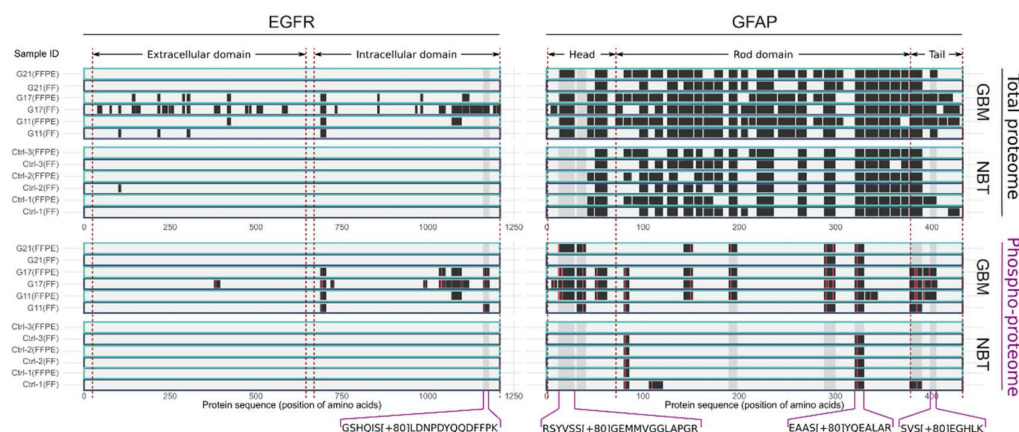 EGFR GFAP
Sample ID Extracellular domain Intracellular domain Head Rod domain Tail
G21(FFPE)
G21(FF)
G17(FFPE)
G17(FF)
G11(FFPE)
G11(FF)
GBM
Ctrl-3(FFPE)
Ctrl-3(FF)
Ctrl-2(FFPE)
Ctrl-2(FF)
Ctrl-1(FFPE)
Ctrl-1(FF)
NBT
Total proteome
0 250 500 750 1000 1250 0 100 200 300 400
G21(FFPE)
G21(FF)
G17(FFPE)
G17(FF)
G11(FFPE)
G11(FF)
GBM
Ctrl-3(FFPE)
Ctrl-3(FF)
Ctrl-2(FFPE)
Ctrl-2(FF)
Ctrl-1(FFPE)
Ctrl-1(FF)
NBT
Phospho-proteome
0 250 500 750 1000 1250 0 100 200 300 400
Protein sequence (position of amino acids) Protein sequence (position of amino acids)
GSHQIS[+80]LDNPDYQQDFFPK RSYVSS[+80]GEMMVGGLAPGR EAAS[+80]YQEALAR SVS[+80]EGHLK